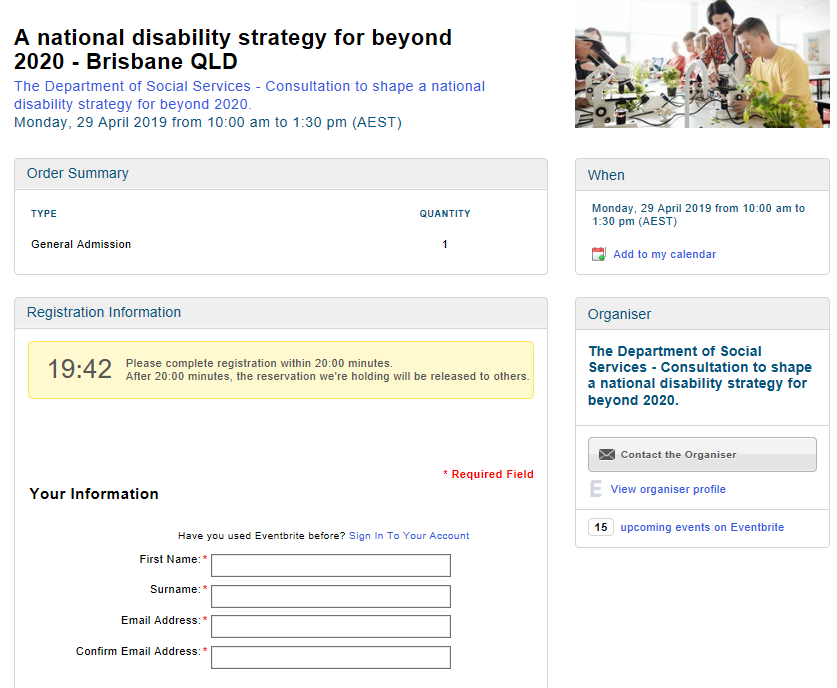 A national disability strategy for beyond
2020 - Brisbane QLD
The Department of Social Services - Consultation to shape a national
disability strategy for beyond 2020.
Monday, 29 April 2019 from 10:00 am to 1:30 pm (AEST)
Order Summary
TYPE QUANTITY
General Admission 1
Registration Information
19:42
Please complete registration within 20:00 minutes.
After 20:00 minutes, the reservation we're holding will be released to others.
* Required Field
Your Information
Have you used Eventbrite before? Sign In To Your Account
First Name: *
Surname: *
Email Address: *
Confirm Email Address: *
When
Monday, 29 April 2019 from 10:00 am to
1:30 pm (AEST)
Add to my calendar
Organiser
The Department of Social
Services - Consultation to shape
a national disability strategy for
beyond 2020.
Contact the Organiser
E View organiser profile
15 upcoming events on Eventbrite